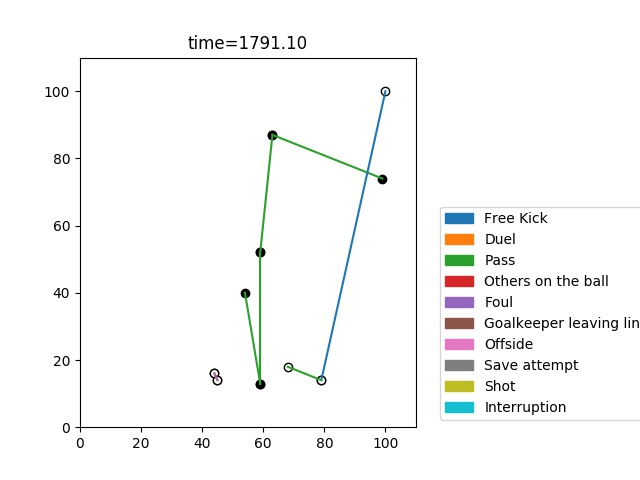 time=1791.10
100
80
60
40
20
0
0 20 40 60 80 100
Free Kick
Duel
Pass
Others on the ball
Foul
Goalkeeper leaving lin
Offside
Save attempt
Shot
Interruption